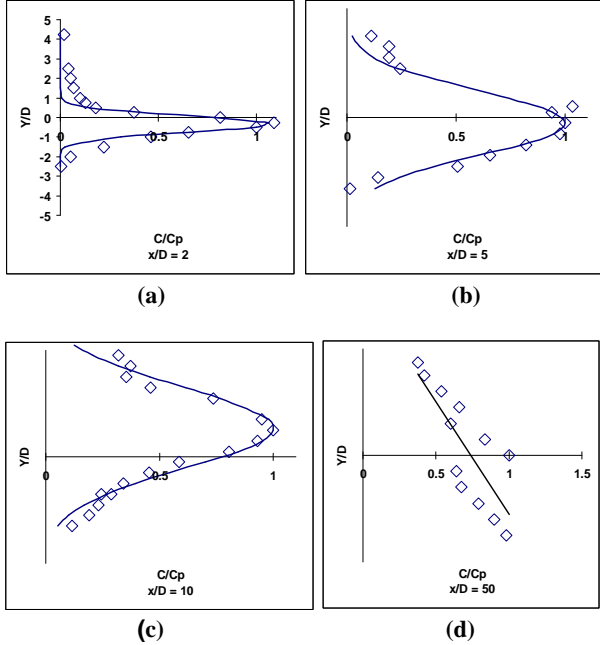 5
4
3
2
1
0
-1
-2
-3
-4
-5
Y/D
0 0.5 1
C/Cp
x/D = 2
(a)
Y/D
0 0.5 1
C/Cp
x/D = 5
(b)
Y/D
0 0.5 1
C/Cp
x/D = 10
(c)
Y/D
0 0.5 1 1.5
C/Cp
x/D = 50
(d)